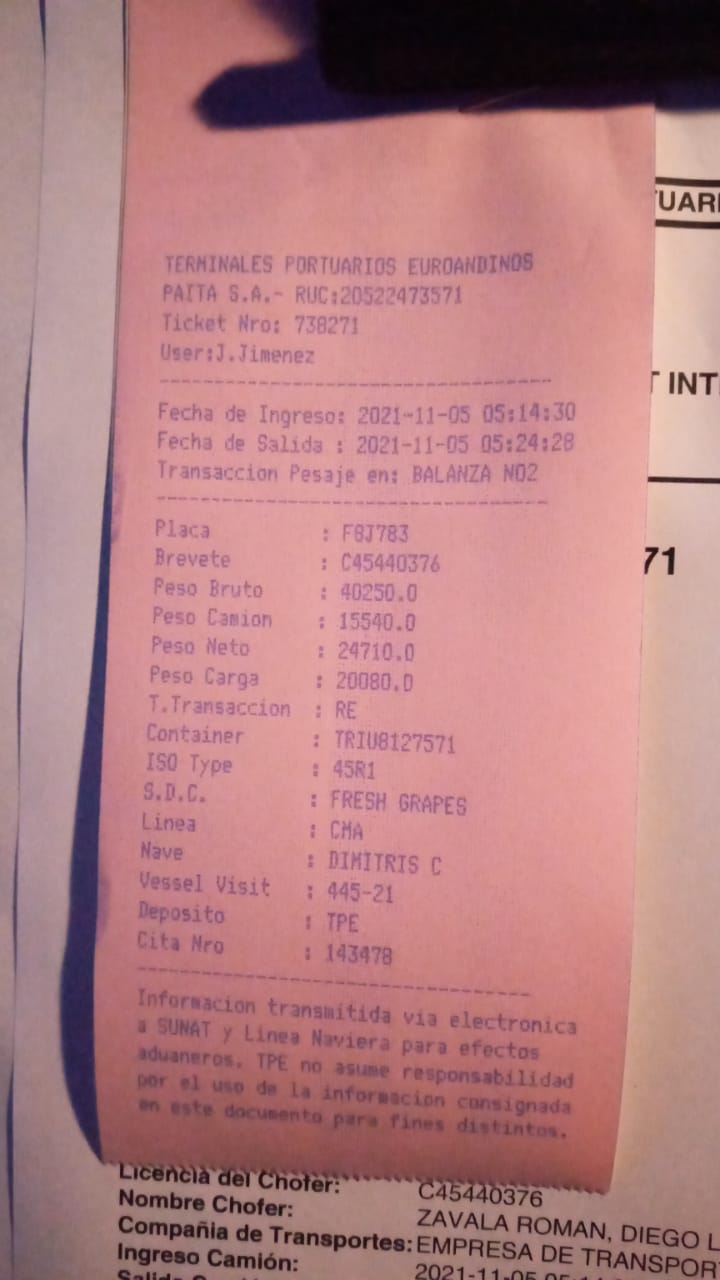 TERMINALES PORTUARIOS EUROANDINOS
PAITA S.A.- RUC:20522473571
Ticket Nro: 738271
User:J.Jimenez
Fecha de Ingreso: 2021-11-05 05:14:30
Fecha de Salida : 2021-11-05 05:24:28
Transaccion Pesaje en: BALANZA NO2
Placa : F8J783
Brevete : C45440376
Peso Bruto : 40250.0
Peso Camion : 15540.0
Peso Neto : 24710.0
Peso Carga : 20080.0
T.Transaccion : RE
Container : TRIU8127571
ISO Type : 45R1
S.D.C. : FRESH GRAPES
Linea : CMA
Nave : DIMITRIS C
Vessel Visit : 445-21
Deposito : TPE
Cita Nro : 143478
Informacion transmitida via electronica
a SUNAT y Linea Naviera para efectos
aduaneros. TPE no asume responsabilidad
por el uso de la informacion consignada
en este documento para fines distintos.
T INT
71
Licencia del Chofer: C45440376
Nombre Chofer: ZAVALA ROMAN, DIEGO L
Compañia de Transportes: EMPRESA DE TRANSPOR
Ingreso Camión: 2021-11-05